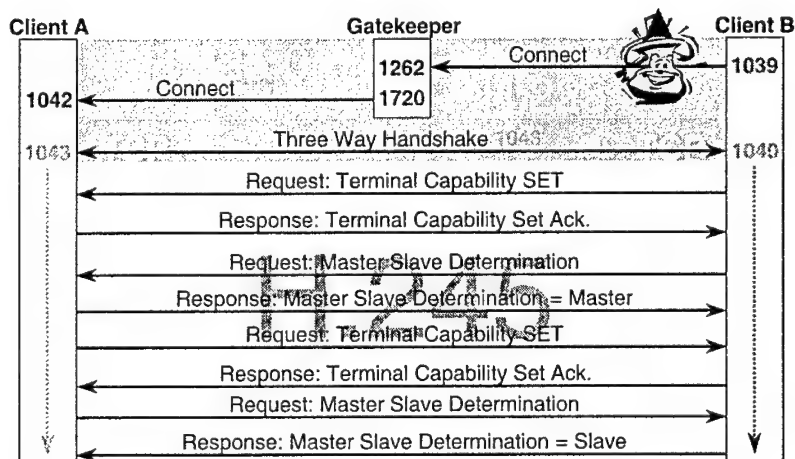 Client A Gatekeeper Client B
Connect
1262 1039
Connect
1042 1720
Three Way Handshake 1043
1043 1040
Request: Terminal Capability SET
Response: Terminal Capability Set Ack.
Request: Master Slave Determination
H.245
Response: Master Slave Determination = Master
Request: Terminal Capability SET
Response: Terminal Capability Set Ack.
Request: Master Slave Determination
Response: Master Slave Determination = Slave